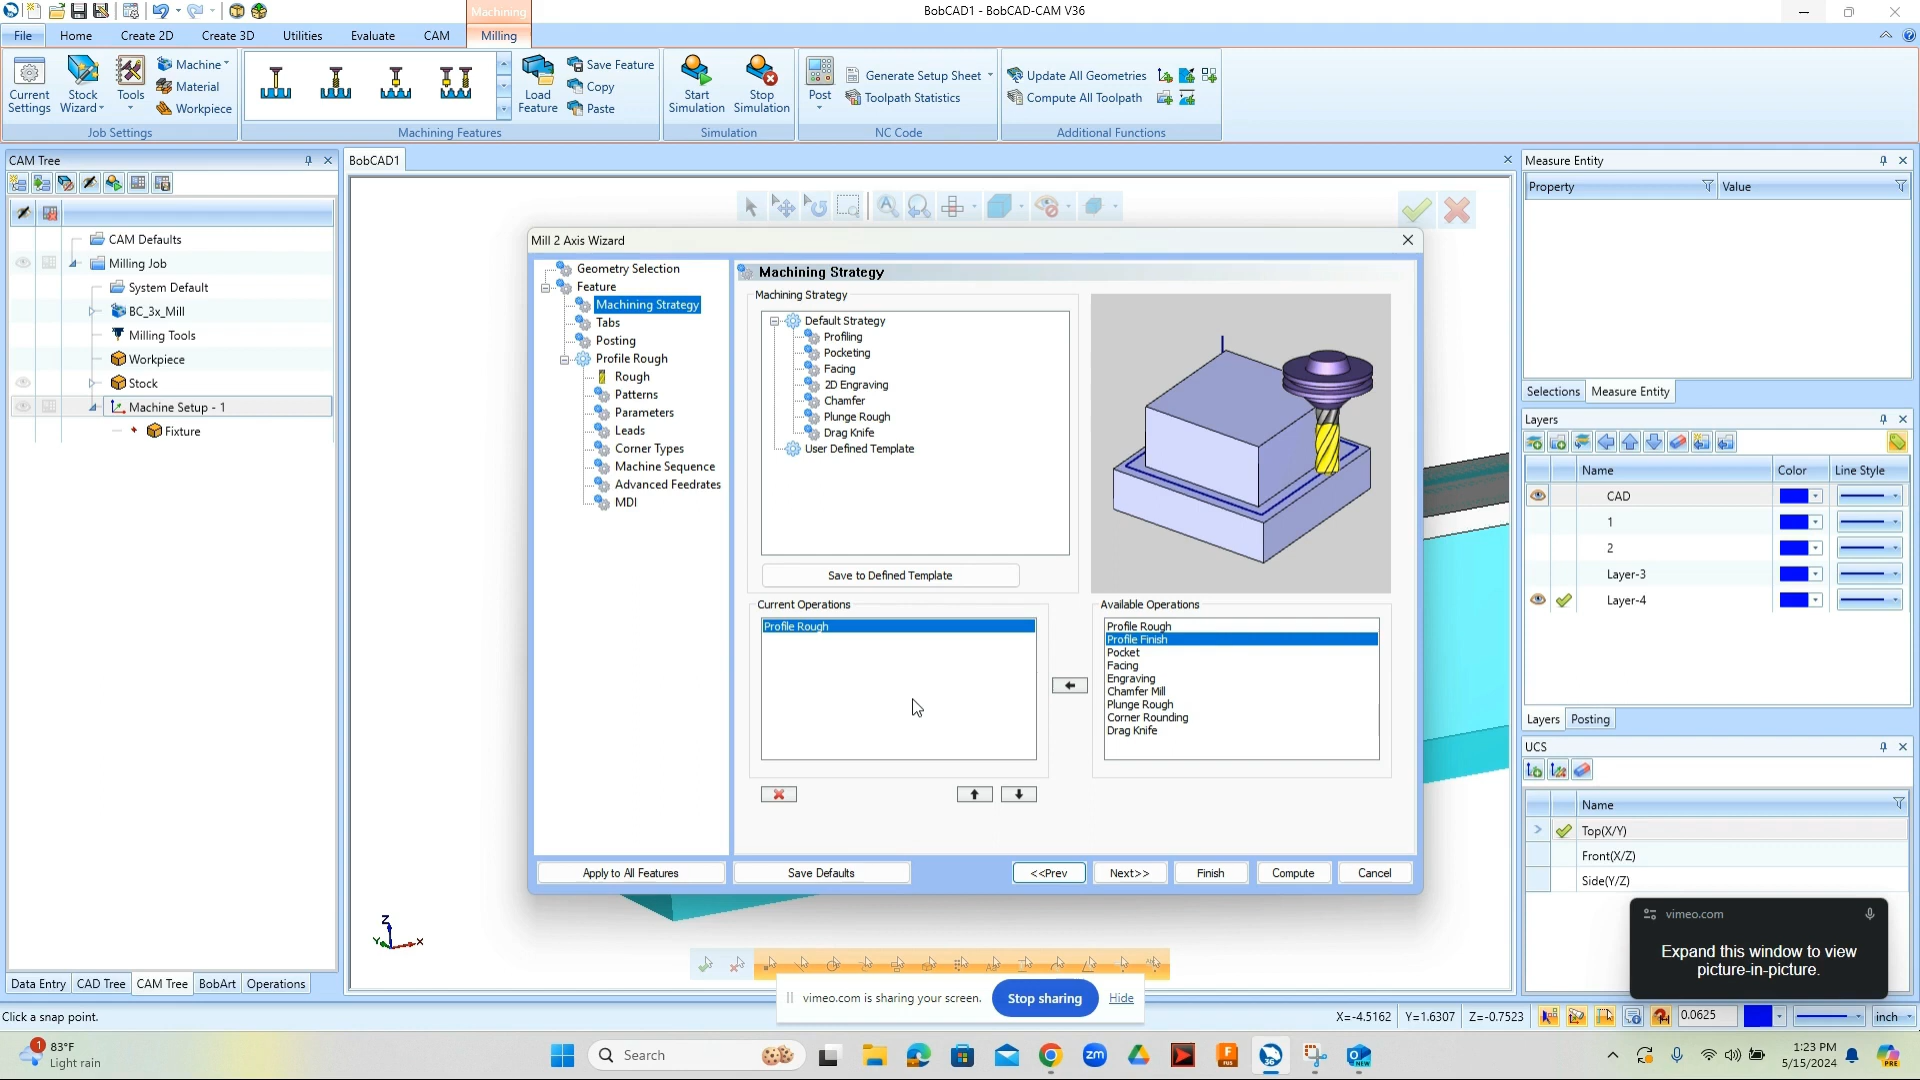 Machining
BobCAD1 - BobCAD-CAM V36
File
Home
Create 2D
Create 3D
Utilities
Evaluate
CAM
Milling
Current Settings
Stock Wizard
Tools
Machine
Material
Workpiece
Job Settings
Load Feature
Save Feature
Copy
Paste
Machining Features
Start Simulation
Stop Simulation
Simulation
Post
Generate Setup Sheet
Toolpath Statistics
NC Code
Update All Geometries
Compute All Toolpath
Additional Functions
CAM Tree
CAM Defaults
Milling Job
System Default
BC_3x_Mill
Milling Tools
Workpiece
Stock
Machine Setup - 1
Fixture
Data Entry
CAD Tree
CAM Tree
BobArt
Operations
BobCAD1
Mill 2 Axis Wizard
Geometry Selection
Feature
Machining Strategy
Tabs
Posting
Profile Rough
Rough
Patterns
Parameters
Leads
Corner Types
Machine Sequence
Advanced Feedrates
MDI
Machining Strategy
Machining Strategy
Default Strategy
Profiling
Pocketing
Facing
2D Engraving
Chamfer
Plunge Rough
Drag Knife
User Defined Template
Save to Defined Template
Current Operations
Profile Rough
Available Operations
Profile Rough
Profile Finish
Pocket
Facing
Engraving
Chamfer Mill
Plunge Rough
Corner Rounding
Drag Knife
Apply to All Features
Save Defaults
<<Prev
Next>>
Finish
Compute
Cancel
Z
Y
X
Measure Entity
Property
Value
Selections
Measure Entity
Layers
Name
Color
Line Style
CAD
1
2
Layer-3
Layer-4
Layers
Posting
UCS
Name
Top(X/Y)
Front(X/Z)
Side(Y/Z)
vimeo.com
Expand this window to view
picture-in-picture.
vimeo.com is sharing your screen.
Stop sharing
Hide
Click a snap point.
X=-4.5162
Y=1.6307
Z=-0.7523
0.0625
inch
1
83°F
Light rain
Search
zm
FUS
36
NEW
1:23 PM
5/15/2024
PRE